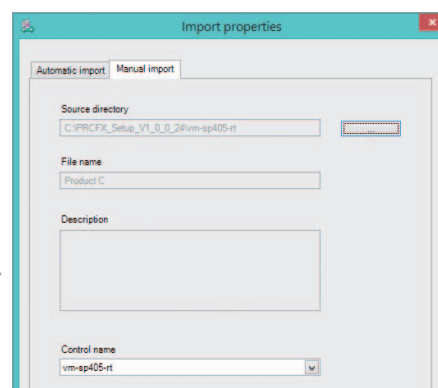 Import properties
Automatic import
Manual import
Source directory
C:\PRCFX_Setup_V1_0_0_24\vm-sp405-rt
...
File name
Product C
Description
Control name
vm-sp405-rt